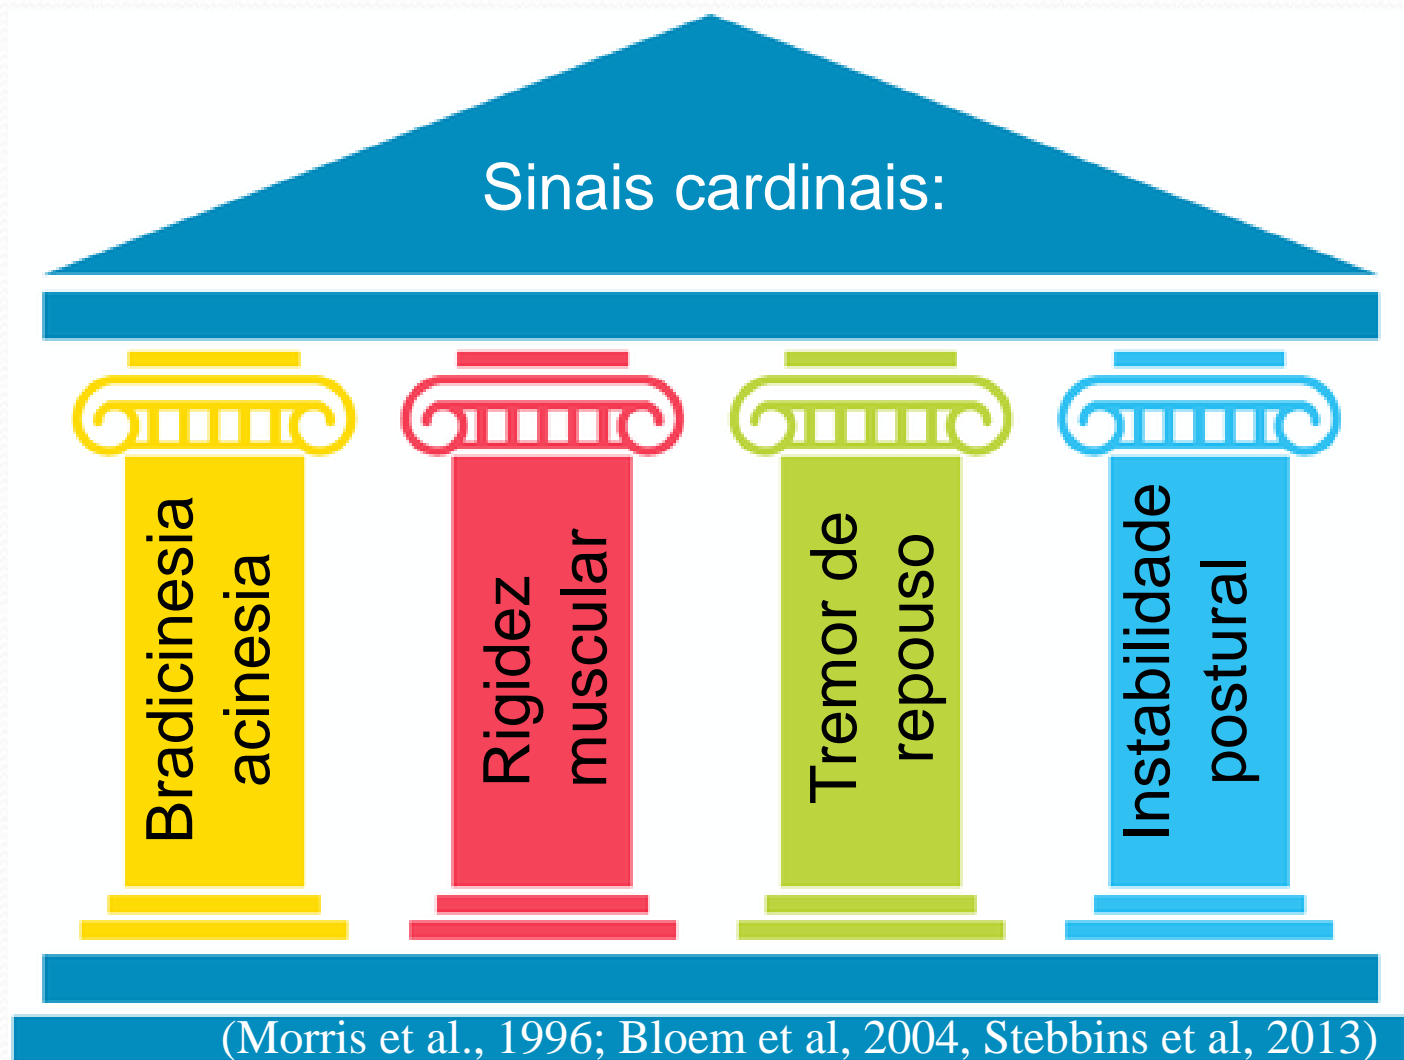 Sinais cardinais:
Bradicinesia
acinesia
Rigidez
muscular
Tremor de
repouso
Instabilidade
postural
(Morris et al., 1996; Bloem et al, 2004, Stebbins et al, 2013)